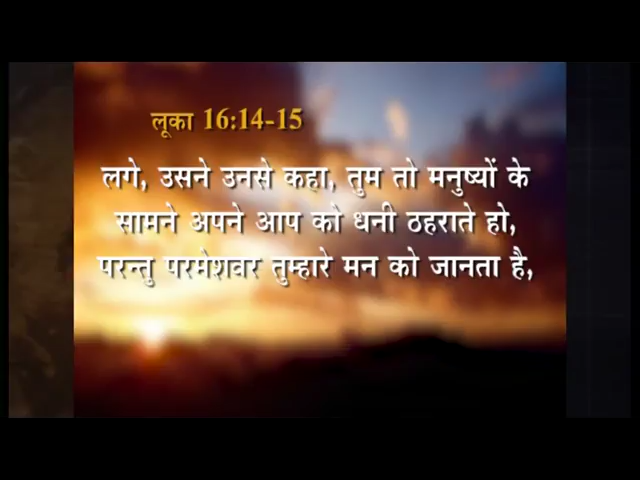 लूका 16:14-15
लगे, उसने उनसे कहा, तुम तो मनुष्यों के
सामने अपने आप को धनी ठहराते हो,
परन्तु परमेशवर तुम्हारे मन को जानता है,